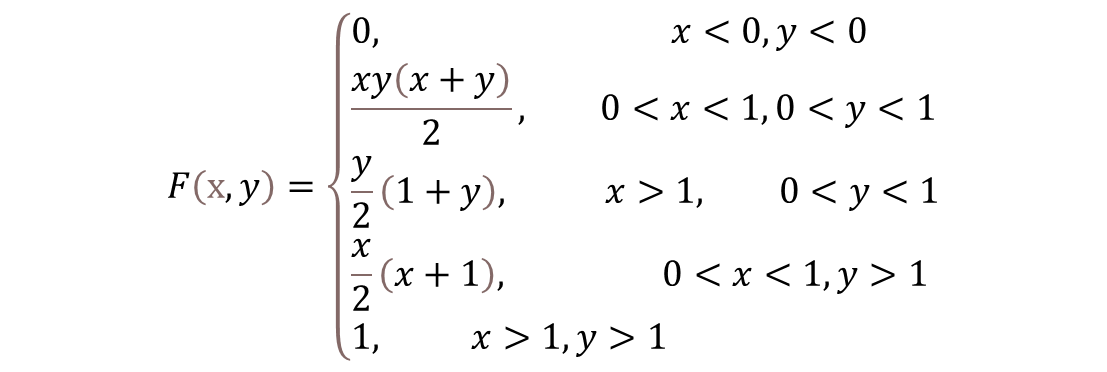 0, x < 0, y < 0
xy(x + y)/2, 0 < x < 1, 0 < y < 1
F(x, y) = { y/2 (1 + y), x > 1, 0 < y < 1
x/2 (x + 1), 0 < x < 1, y > 1
1, x > 1, y > 1